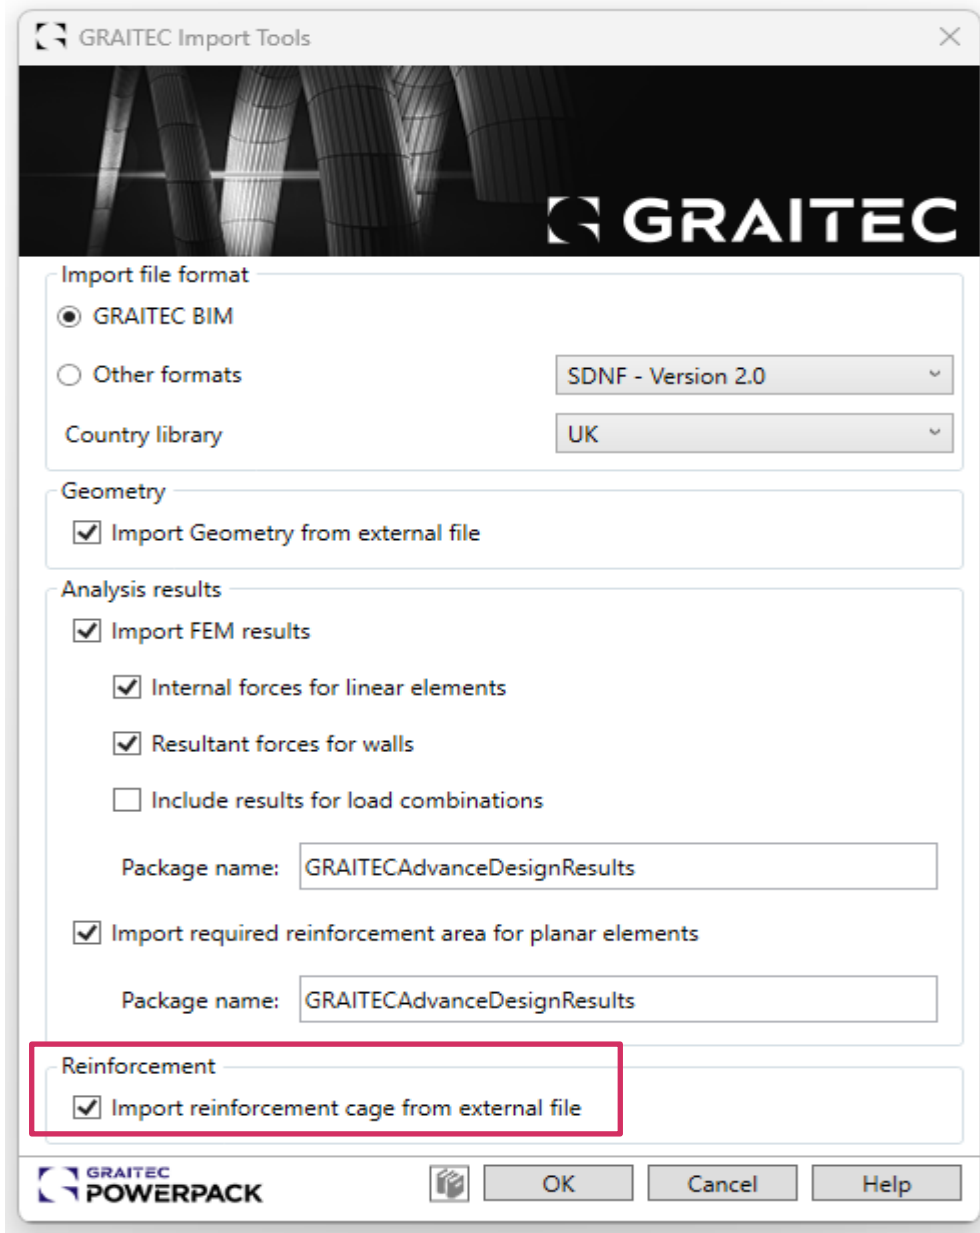 GRAITEC Import Tools
GRAITEC
Import file format
GRAITEC BIM
Other formats
SDNF - Version 2.0
Country library
UK
Geometry
Import Geometry from external file
Analysis results
Import FEM results
Internal forces for linear elements
Resultant forces for walls
Include results for load combinations
Package name: GRAITECAdvanceDesignResults
Import required reinforcement area for planar elements
Package name: GRAITECAdvanceDesignResults
Reinforcement
Import reinforcement cage from external file
GRAITEC
POWERPACK
OK
Cancel
Help